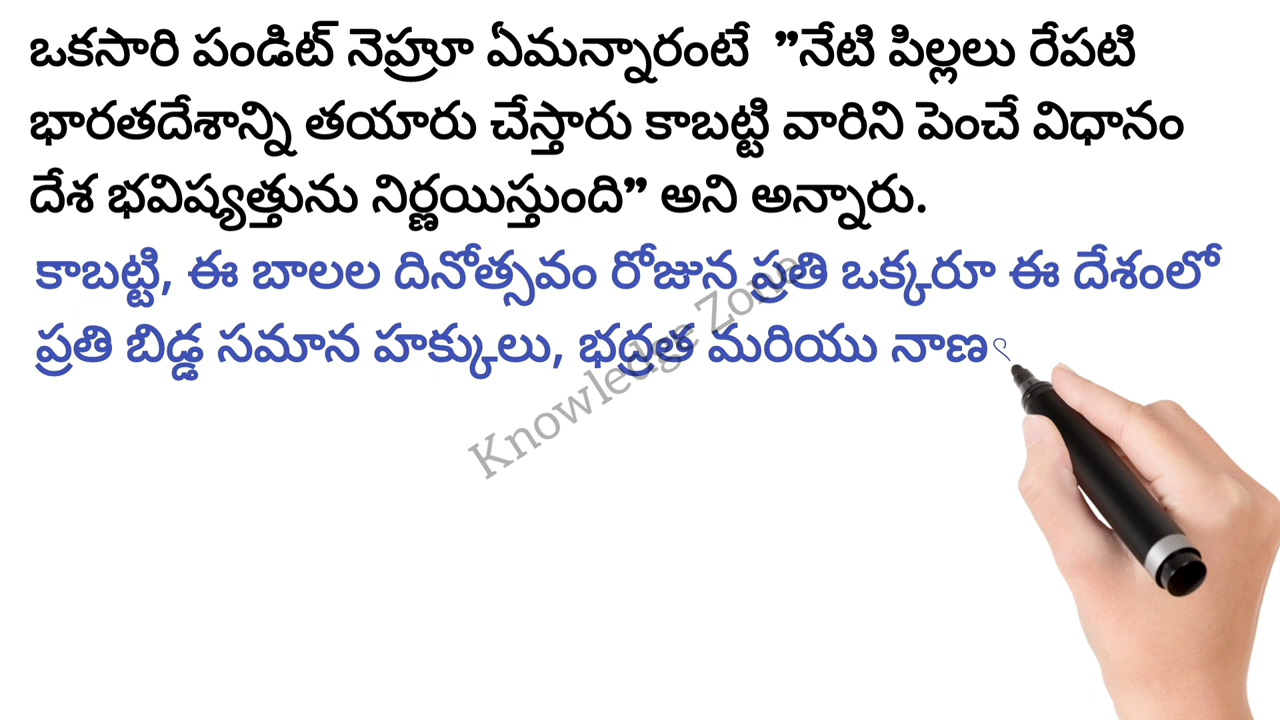 ఒకసారి పండిట్ నెహ్రూ ఏమన్నారంటే ”నేటి పిల్లలు రేపటి
భారతదేశాన్ని తయారు చేస్తారు కాబట్టి వారిని పెంచే విధానం
దేశ భవిష్యత్తును నిర్ణయిస్తుంది” అని అన్నారు.
కాబట్టి, ఈ బాలల దినోత్సవం రోజున ప్రతి ఒక్కరూ ఈ దేశంలో
ప్రతి బిడ్డ సమాన హక్కులు, భద్రత మరియు నాణ
Knowledge Zone